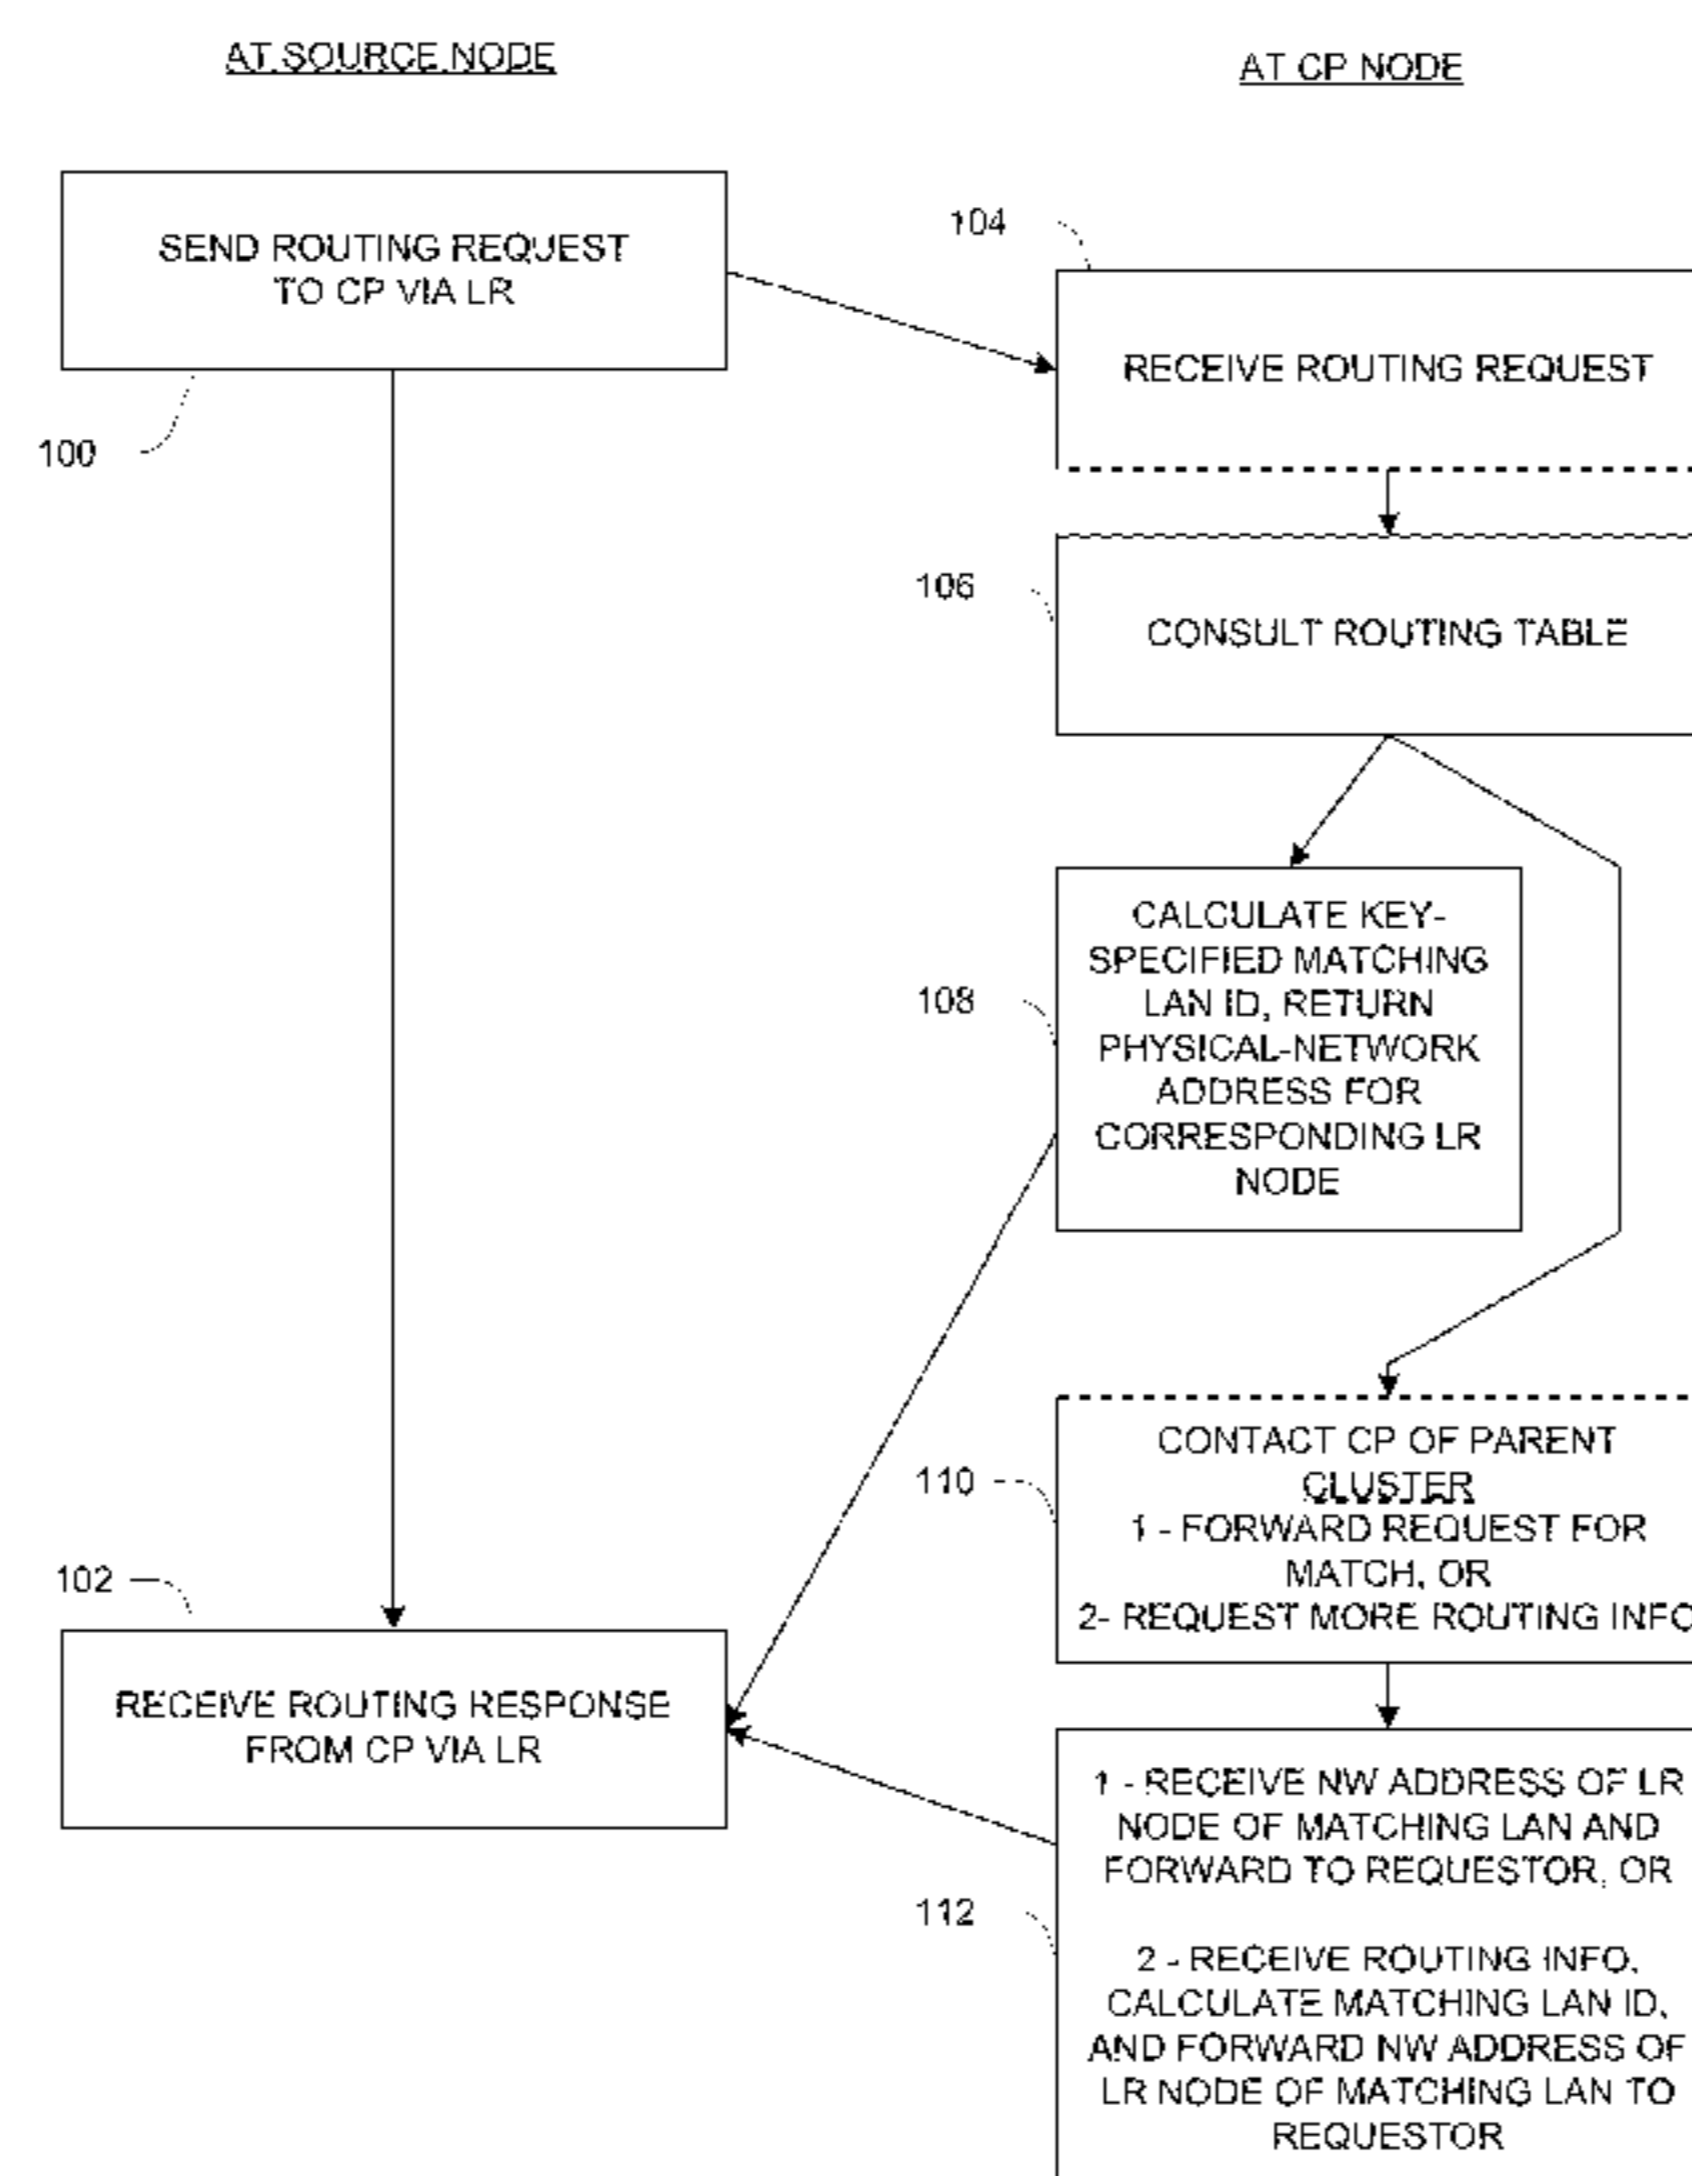 AT SOURCE NODE
AT CP NODE
SEND ROUTING REQUEST
TO CP VIA LR
100
104
RECEIVE ROUTING REQUEST
106
CONSULT ROUTING TABLE
108
CALCULATE KEY-
SPECIFIED MATCHING
LAN ID, RETURN
PHYSICAL-NETWORK
ADDRESS FOR
CORRESPONDING LR
NODE
110
CONTACT CP OF PARENT
CLUSTER
1 - FORWARD REQUEST FOR
MATCH, OR
2- REQUEST MORE ROUTING INFO
102
RECEIVE ROUTING RESPONSE
FROM CP VIA LR
112
1 - RECEIVE NW ADDRESS OF LR
NODE OF MATCHING LAN AND
FORWARD TO REQUESTOR, OR
2 - RECEIVE ROUTING INFO,
CALCULATE MATCHING LAN ID,
AND FORWARD NW ADDRESS OF
LR NODE OF MATCHING LAN TO
REQUESTOR